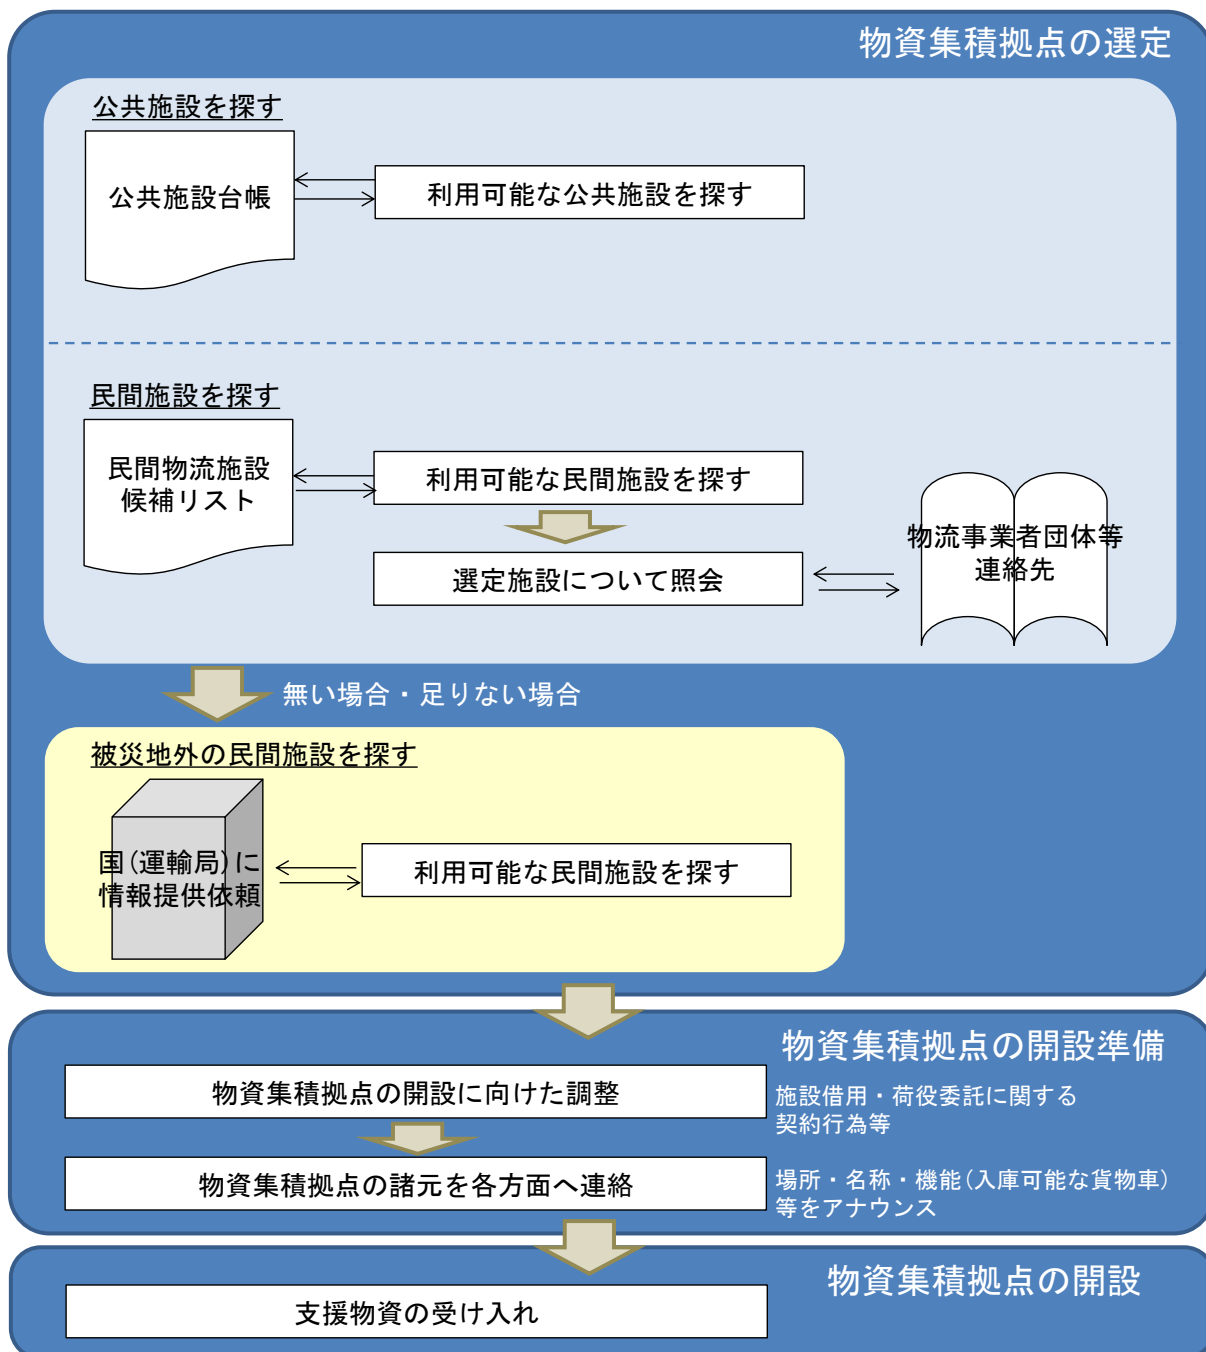 物資集積拠点の選定
公共施設を探す
公共施設台帳
利用可能な公共施設を探す
民間施設を探す
民間物流施設
候補リスト
利用可能な民間施設を探す
選定施設について照会
物流事業者団体等
連絡先
無い場合・足りない場合
被災地外の民間施設を探す
国(運輸局)に
情報提供依頼
利用可能な民間施設を探す
物資集積拠点の開設準備
物資集積拠点の開設に向けた調整
施設借用・荷役委託に関する
契約行為等
物資集積拠点の諸元を各方面へ連絡
場所・名称・機能(入庫可能な貨物車)
等をアナウンス
物資集積拠点の開設
支援物資の受け入れ